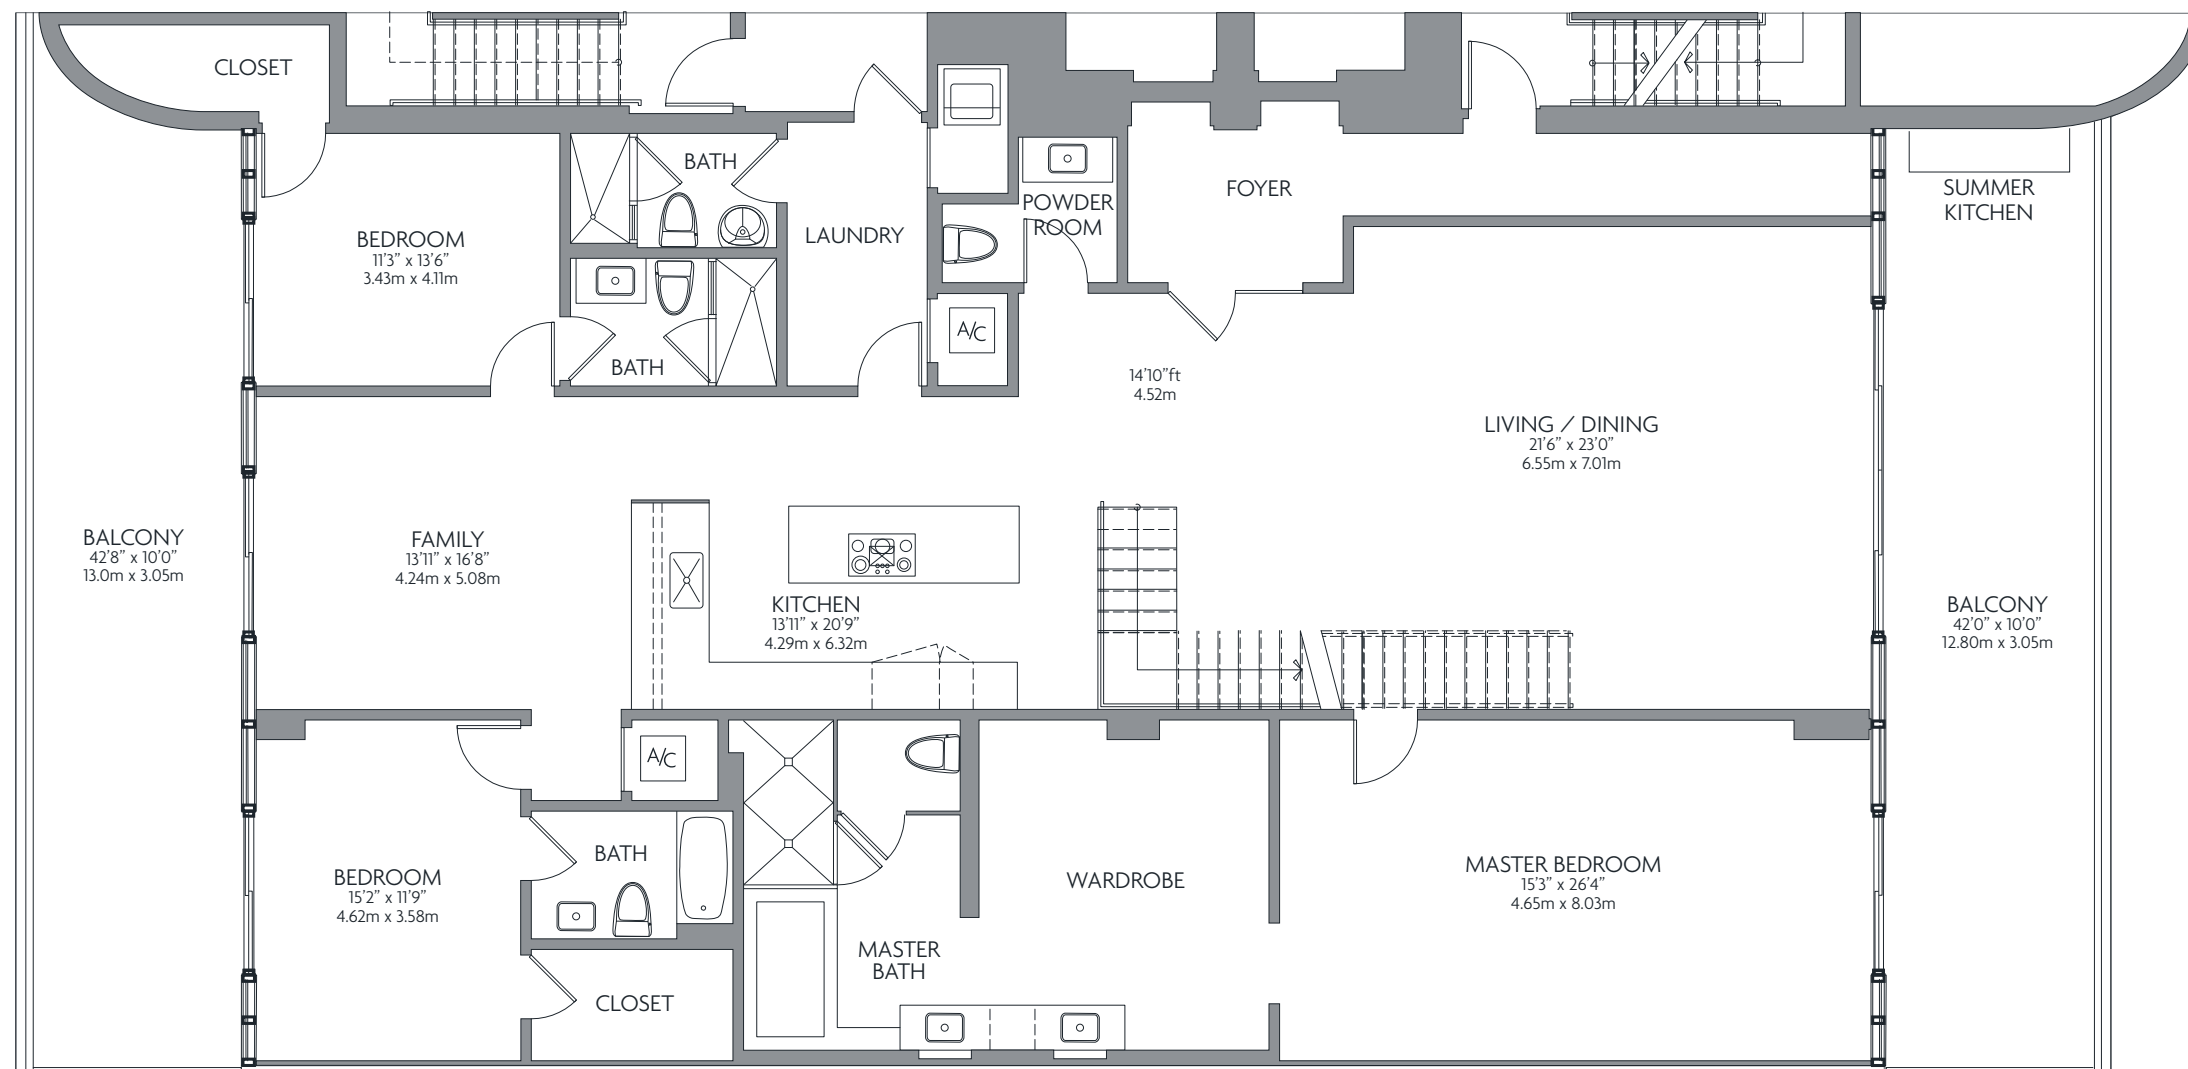 CLOSET
BATH
BEDROOM
11'3" x 13'6"
3.43m x 4.11m
LAUNDRY
POWDER
ROOM
FOYER
SUMMER
KITCHEN
BATH
A/C
14'10"ft
4.52m
LIVING / DINING
21'6" x 23'0"
6.55m x 7.01m
BALCONY
42'8" x 10'0"
13.0m x 3.05m
FAMILY
13'11" x 16'8"
4.24m x 5.08m
KITCHEN
13'11" x 20'9"
4.29m x 6.32m
BALCONY
42'0" x 10'0"
12.80m x 3.05m
A/C
BATH
BEDROOM
15'2" x 11'9"
4.62m x 3.58m
WARDROBE
MASTER BEDROOM
15'3" x 26'4"
4.65m x 8.03m
MASTER
BATH
CLOSET